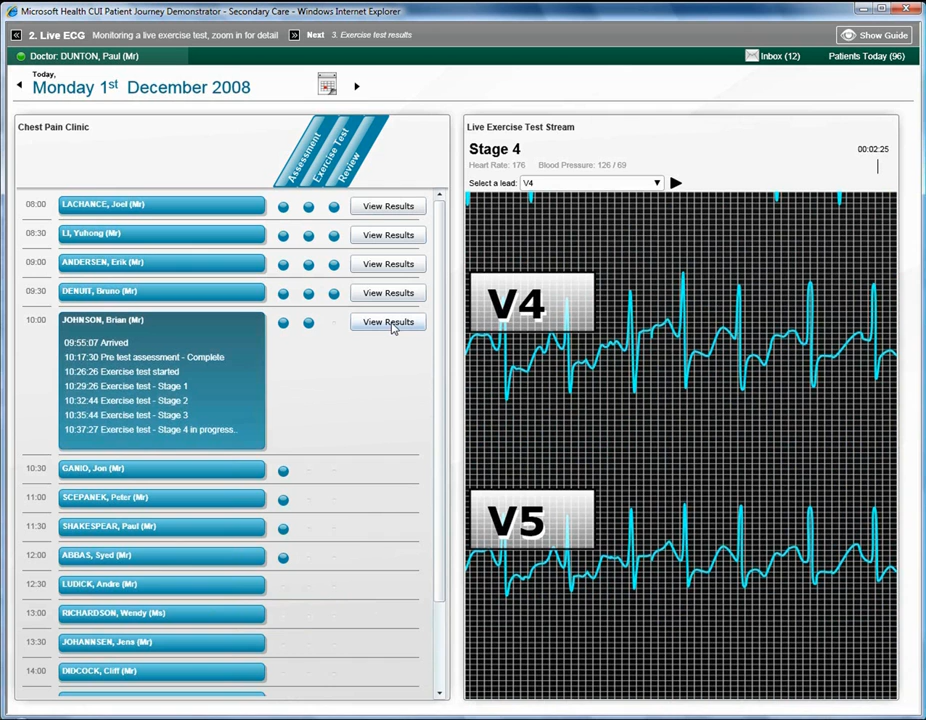 Microsoft Health CUI Patient Journey Demonstrator - Secondary Care - Windows Internet Explorer
2. Live ECG Monitoring a live exercise test, zoom in for detail Next 3. Exercise test results Show Guide
Doctor: DUNTON, Paul (Mr) Inbox (12) Patients Today (96)
Today,
Monday 1st December 2008
Chest Pain Clinic
Assessment
Exercise Test
Review
08:00 LACHANCE, Joel (Mr) View Results
08:30 LI, Yuhong (Mr) View Results
09:00 ANDERSEN, Erik (Mr) View Results
09:30 DENUIT, Bruno (Mr) View Results
10:00 JOHNSON, Brian (Mr) View Results
09:55:07 Arrived
10:17:30 Pre test assessment - Complete
10:26:26 Exercise test started
10:29:26 Exercise test - Stage 1
10:32:44 Exercise test - Stage 2
10:35:44 Exercise test - Stage 3
10:37:27 Exercise test - Stage 4 in progress..
10:30 GANIO, Jon (Mr)
11:00 SCEPANEK, Peter (Mr)
11:30 SHAKESPEAR, Paul (Mr)
12:00 ABBAS, Syed (Mr)
12:30 LUDICK, Andre (Mr)
13:00 RICHARDSON, Wendy (Ms)
13:30 JOHANNSEN, Jens (Mr)
14:00 DIDCOCK, Cliff (Mr)
Live Exercise Test Stream
Stage 4 00:02:25
Heart Rate: 176 Blood Pressure: 126 / 69
Select a lead: V4
V4
V5